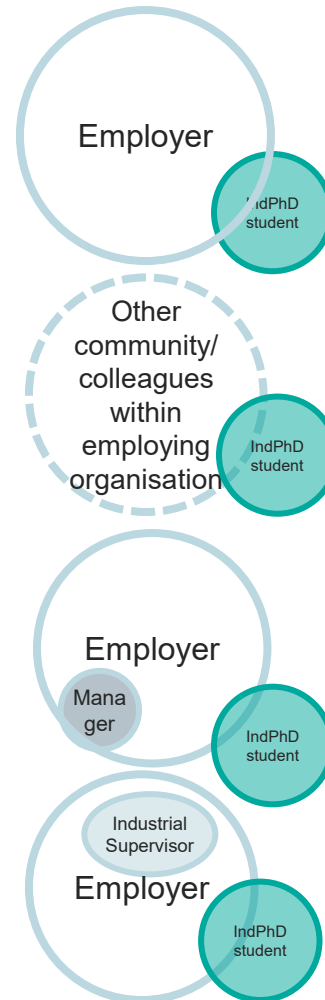 Employer
IndPhD
student
Other
community/
colleagues
within
employing
organisation
IndPhD
student
Employer
Mana
ger
IndPhD
student
Industrial
Supervisor
Employer
IndPhD
student